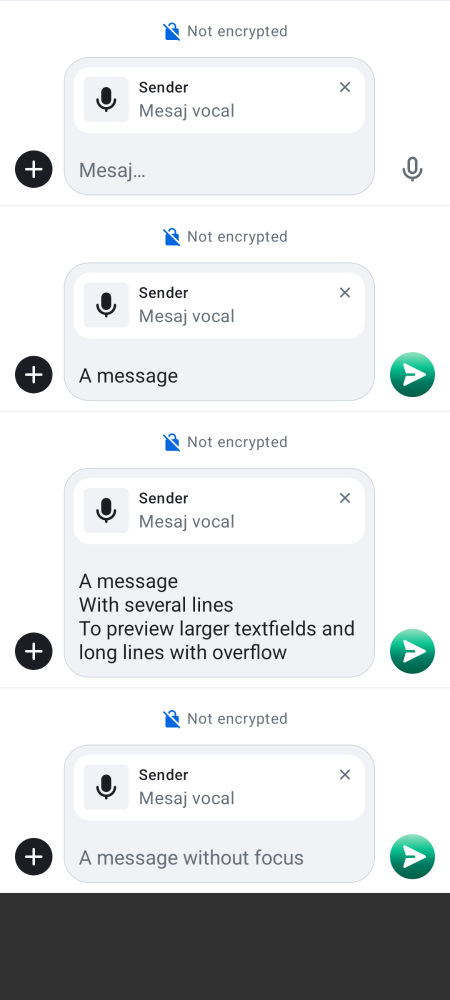 Not encrypted
Sender
Mesaj vocal
Mesaj…
Not encrypted
Sender
Mesaj vocal
A message
Not encrypted
Sender
Mesaj vocal
A message
With several lines
To preview larger textfields and
long lines with overflow
Not encrypted
Sender
Mesaj vocal
A message without focus